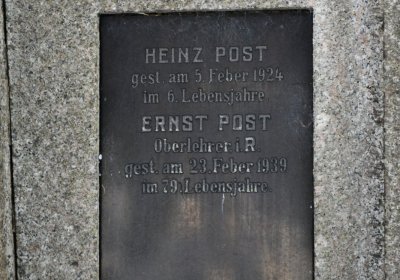 HEINZ POST
gest. am 5. Feber 1924
im 6. Lebensjahre.
ERNST POST
Oberlehrer i. R.
gest. am 23. Feber 1939
im 79. Lebensjahre.